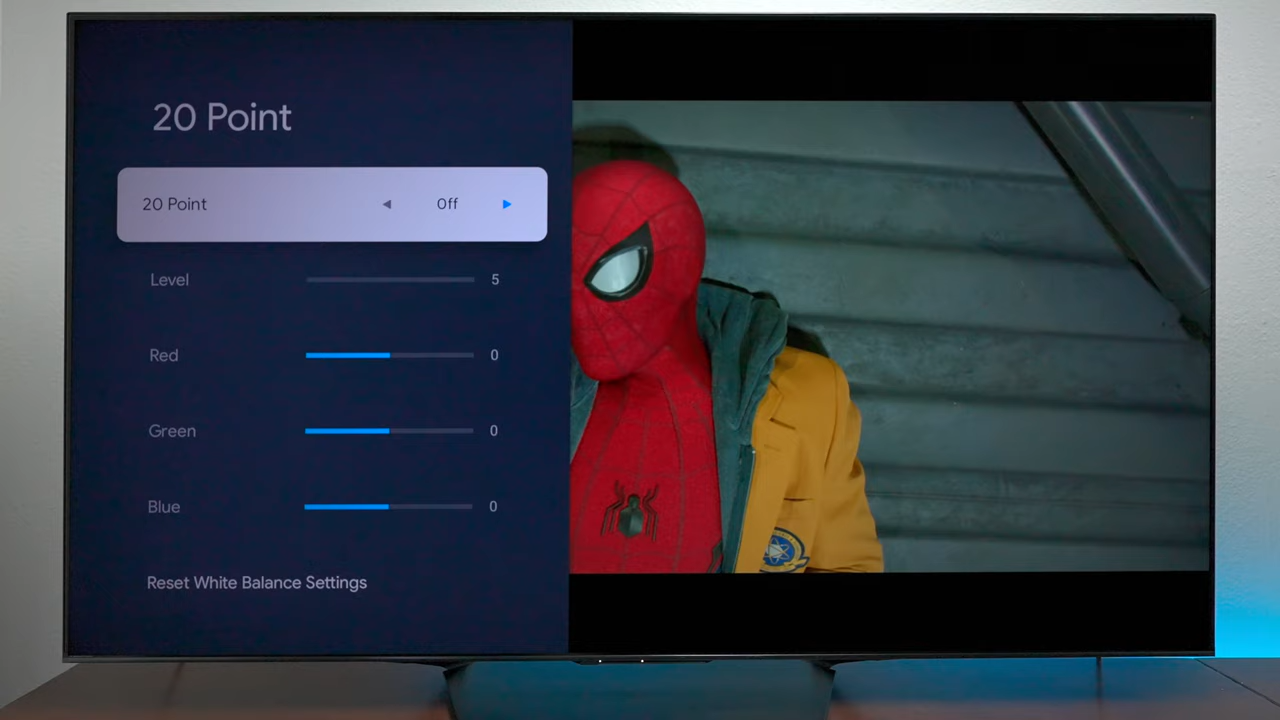 20 Point
20 Point Off
Level 5
Red 0
Green 0
Blue 0
Reset White Balance Settings